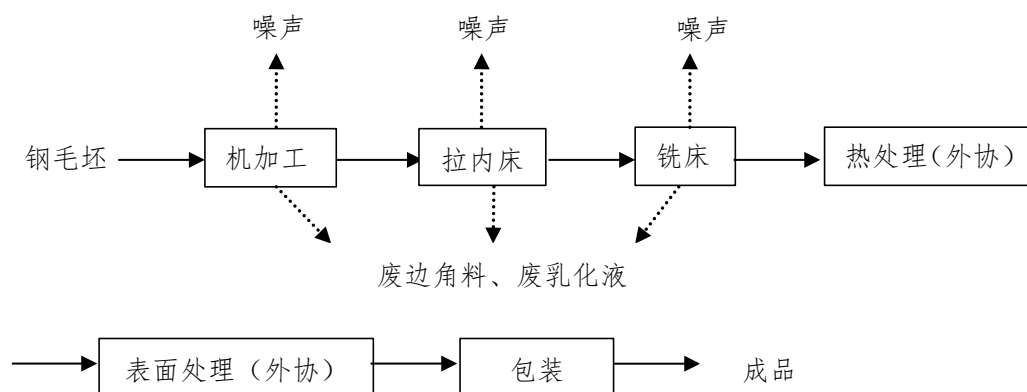 噪声 噪声 噪声
钢毛坯 机加工 拉内床 铣床 热处理(外协)
废边角料、废乳化液
表面处理（外协） 包装 成品